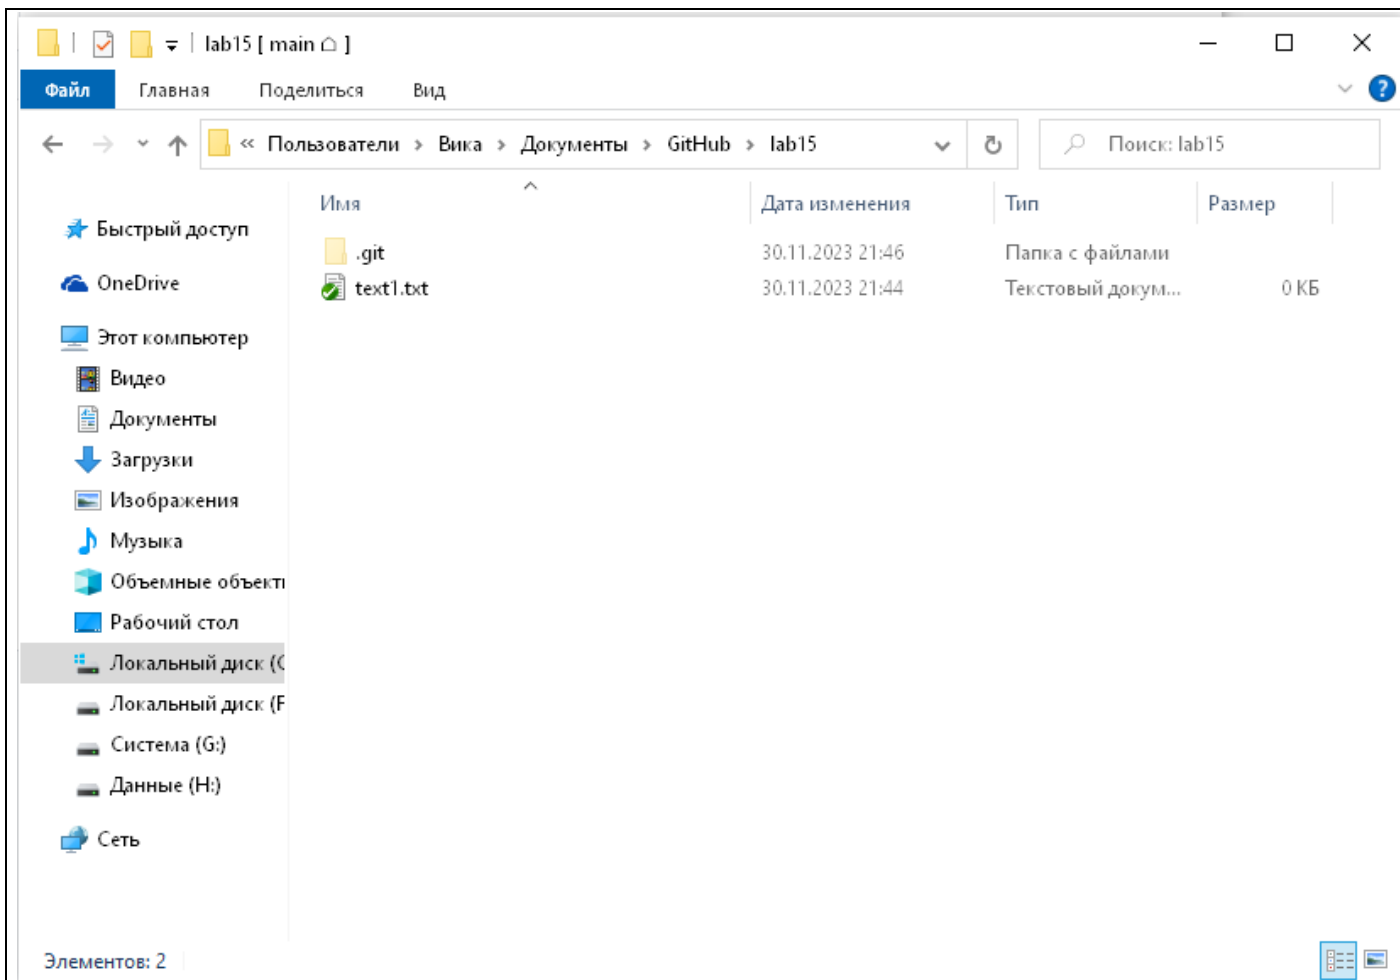 lab15 [ main ⌂ ]
Файл Главная Поделиться Вид
« Пользователи › Вика › Документы › GitHub › lab15 Поиск: lab15
Имя Дата изменения Тип Размер
Быстрый доступ
.git 30.11.2023 21:46 Папка с файлами
OneDrive
text1.txt 30.11.2023 21:44 Текстовый докум... 0 КБ
Этот компьютер
Видео
Документы
Загрузки
Изображения
Музыка
Объемные объекты
Рабочий стол
Локальный диск (C
Локальный диск (F
Система (G:)
Данные (H:)
Сеть
Элементов: 2